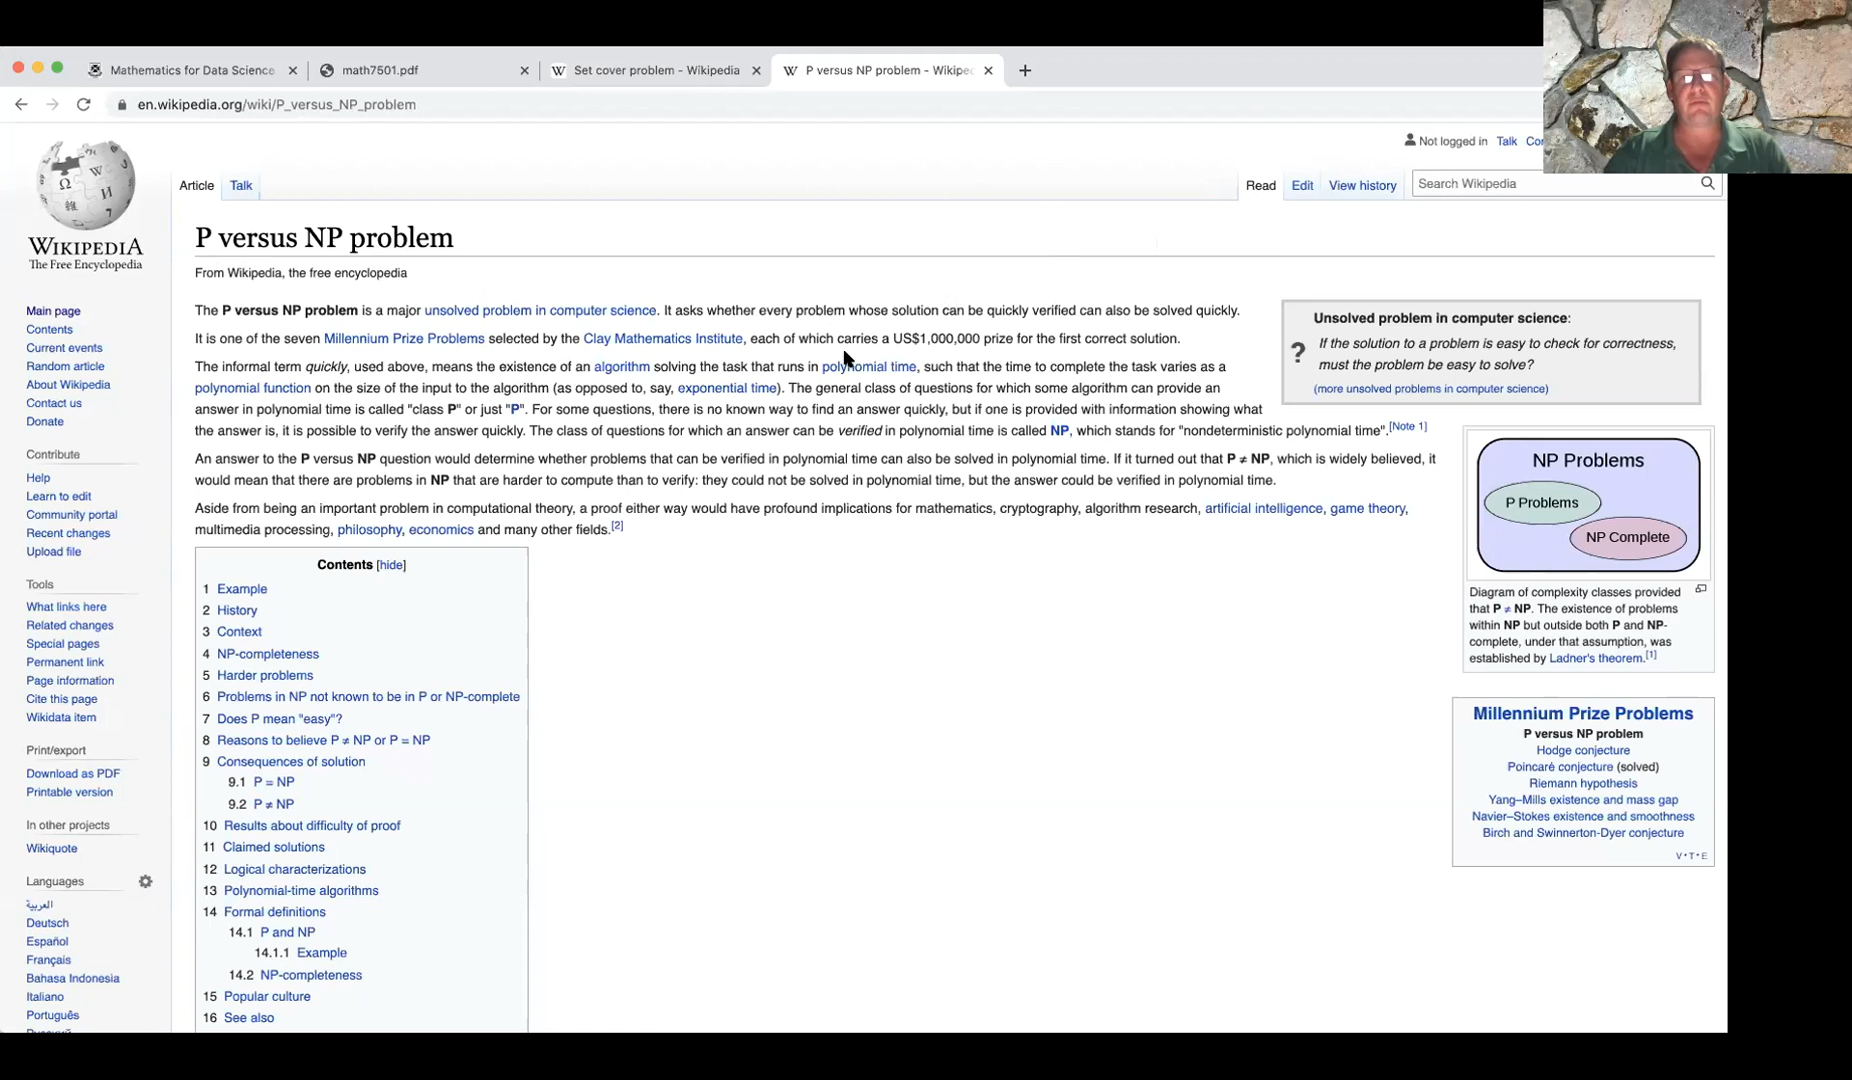 Mathematics for Data Science
math7501.pdf
Set cover problem - Wikipedia
P versus NP problem - Wikipe
en.wikipedia.org/wiki/P_versus_NP_problem
Not logged in Talk
Article Talk
Read Edit View history
Search Wikipedia
WIKIPEDIA
The Free Encyclopedia
Main page
Contents
Current events
Random article
About Wikipedia
Contact us
Donate
Contribute
Help
Learn to edit
Community portal
Recent changes
Upload file
Tools
What links here
Related changes
Special pages
Permanent link
Page information
Cite this page
Wikidata item
Print/export
Download as PDF
Printable version
In other projects
Wikiquote
Languages
العربية
Deutsch
Español
Français
Bahasa Indonesia
Italiano
Português
P versus NP problem
From Wikipedia, the free encyclopedia
The P versus NP problem is a major unsolved problem in computer science. It asks whether every problem whose solution can be quickly verified can also be solved quickly.
It is one of the seven Millennium Prize Problems selected by the Clay Mathematics Institute, each of which carries a US$1,000,000 prize for the first correct solution.
The informal term quickly, used above, means the existence of an algorithm solving the task that runs in polynomial time, such that the time to complete the task varies as a
polynomial function on the size of the input to the algorithm (as opposed to, say, exponential time). The general class of questions for which some algorithm can provide an
answer in polynomial time is called "class P" or just "P". For some questions, there is no known way to find an answer quickly, but if one is provided with information showing what
the answer is, it is possible to verify the answer quickly. The class of questions for which an answer can be verified in polynomial time is called NP, which stands for "nondeterministic polynomial time".[Note 1]
An answer to the P versus NP question would determine whether problems that can be verified in polynomial time can also be solved in polynomial time. If it turned out that P ≠ NP, which is widely believed, it
would mean that there are problems in NP that are harder to compute than to verify: they could not be solved in polynomial time, but the answer could be verified in polynomial time.
Aside from being an important problem in computational theory, a proof either way would have profound implications for mathematics, cryptography, algorithm research, artificial intelligence, game theory,
multimedia processing, philosophy, economics and many other fields.[2]
Contents [hide]
1 Example
2 History
3 Context
4 NP-completeness
5 Harder problems
6 Problems in NP not known to be in P or NP-complete
7 Does P mean "easy"?
8 Reasons to believe P ≠ NP or P = NP
9 Consequences of solution
9.1 P = NP
9.2 P ≠ NP
10 Results about difficulty of proof
11 Claimed solutions
12 Logical characterizations
13 Polynomial-time algorithms
14 Formal definitions
14.1 P and NP
14.1.1 Example
14.2 NP-completeness
15 Popular culture
16 See also
Unsolved problem in computer science:
? If the solution to a problem is easy to check for correctness,
must the problem be easy to solve?
(more unsolved problems in computer science)
NP Problems
P Problems
NP Complete
Diagram of complexity classes provided
that P ≠ NP. The existence of problems
within NP but outside both P and NP-
complete, under that assumption, was
established by Ladner's theorem.[1]
Millennium Prize Problems
P versus NP problem
Hodge conjecture
Poincaré conjecture (solved)
Riemann hypothesis
Yang–Mills existence and mass gap
Navier–Stokes existence and smoothness
Birch and Swinnerton-Dyer conjecture
V·T·E